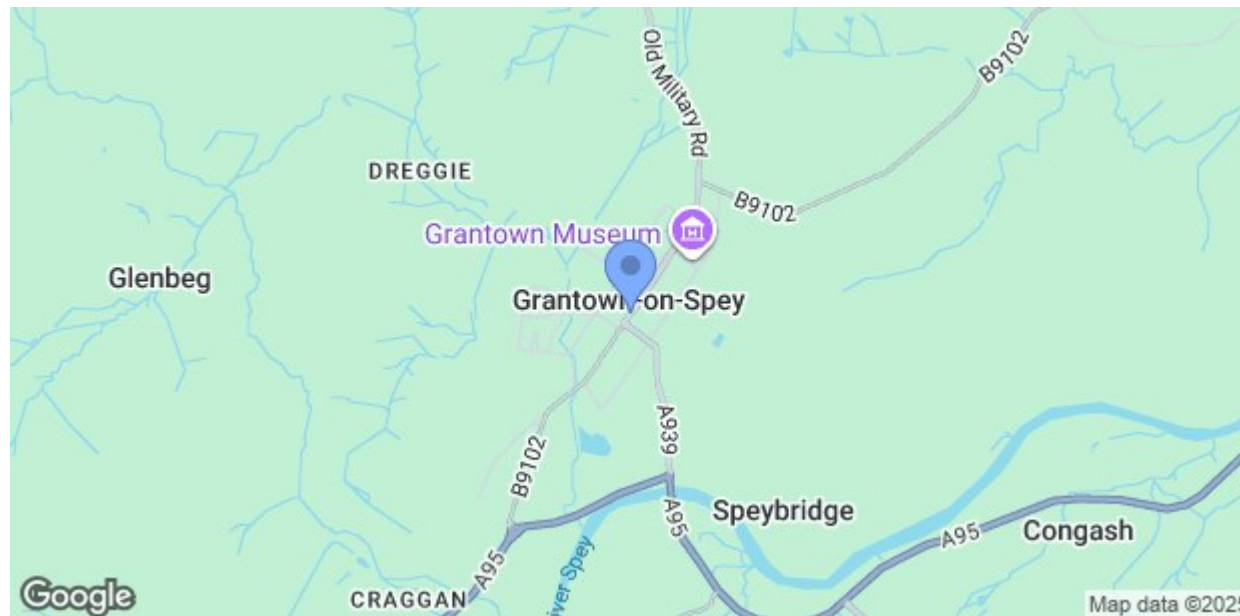 Old Military Rd
B9102
DREGGIE
B9102
Grantown Museum
Glenbeg
Grantown-on-Spey
A939
B9102
Speybridge
A95
A95
Congash
A95
River Spey
CRAGGAN
Google
Map data ©2025